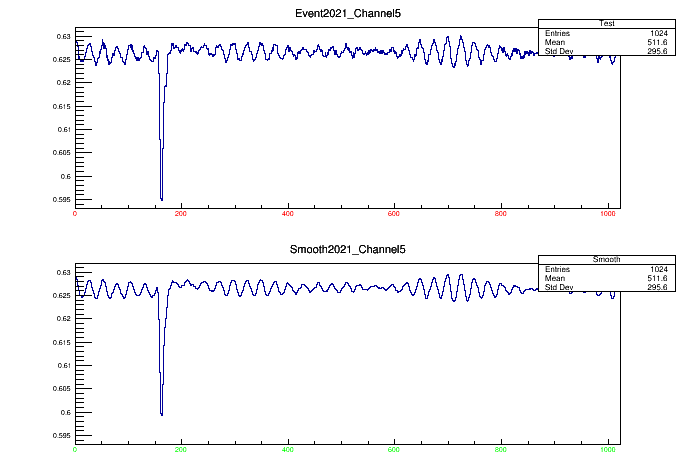 Event2021_Channel5
Test
Entries 1024
Mean 511.6
Std Dev 295.6
0.63
0.625
0.62
0.615
0.61
0.605
0.6
0.595
0 200 400 600 800 1000
Smooth2021_Channel5
Smooth
Entries 1024
Mean 511.6
Std Dev 295.6
0.63
0.625
0.62
0.615
0.61
0.605
0.6
0.595
0 200 400 600 800 1000